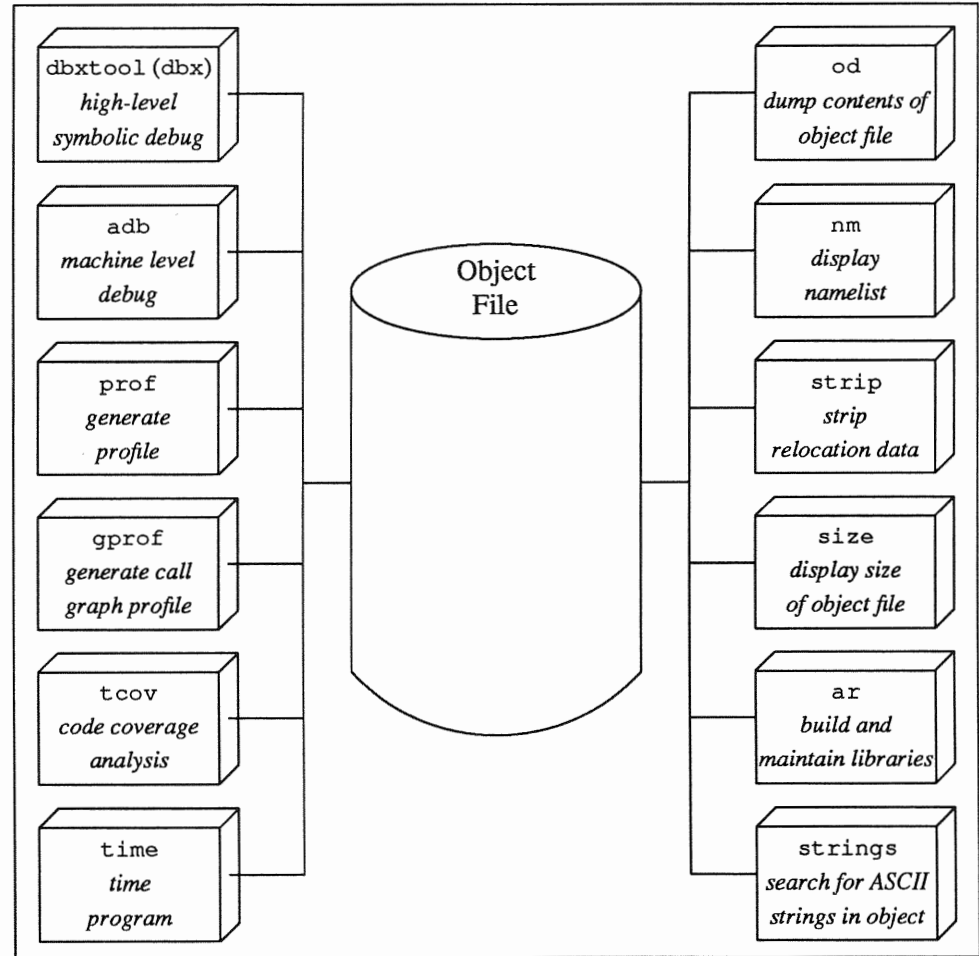 dbxtool (dbx)
high-level
symbolic debug
adb
machine level
debug
prof
generate
profile
gprof
generate call
graph profile
tcov
code coverage
analysis
time
time
program
Object
File
od
dump contents of
object file
nm
display
namelist
strip
strip
relocation data
size
display size
of object file
ar
build and
maintain libraries
strings
search for ASCII
strings in object